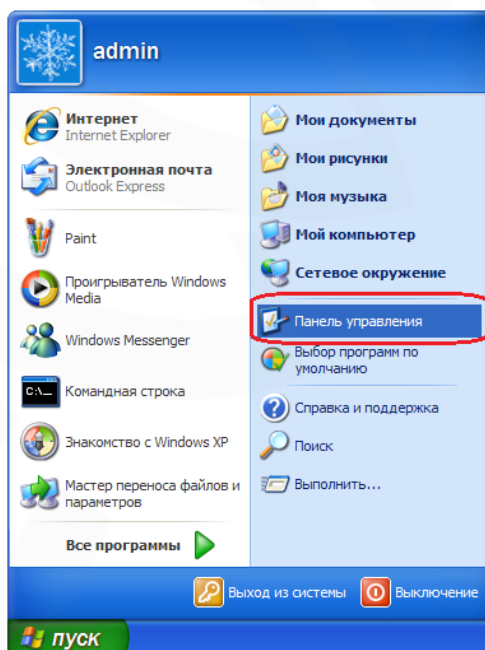 admin
Интернет
Internet Explorer
Электронная почта
Outlook Express
Paint
Проигрыватель Windows
Media
Windows Messenger
C:\_
Командная строка
Знакомство с Windows XP
Мастер переноса файлов и
параметров
Все программы
Мои документы
Мои рисунки
Моя музыка
Мой компьютер
Сетевое окружение
Панель управления
Выбор программ по
умолчанию
Справка и поддержка
Поиск
Выполнить...
Выход из системы
Выключение
пуск